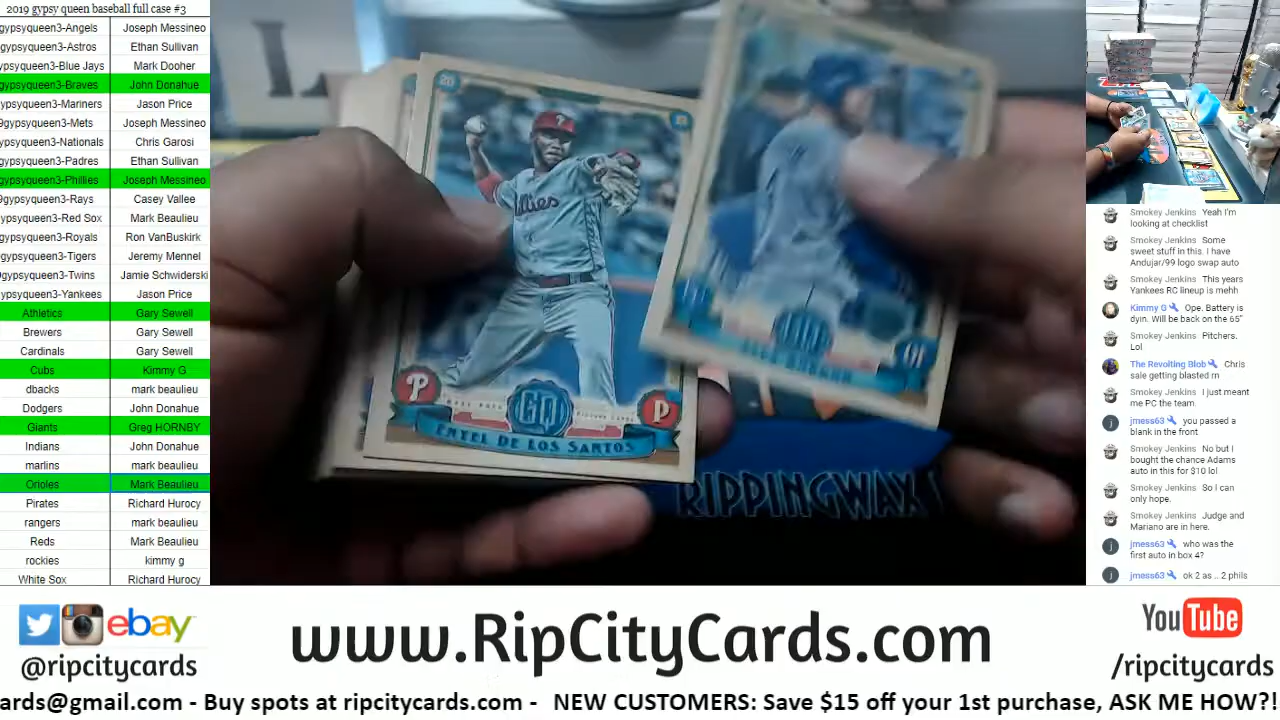 2019 gypsy queen baseball full case #3
gypsyqueen3-Angels Joseph Messineo
gypsyqueen3-Astros Ethan Sullivan
ypsyqueen3-Blue Jays Mark Dooher
gypsyqueen3-Braves John Donahue
ypsyqueen3-Mariners Jason Price
9gypsyqueen3-Mets Joseph Messineo
gypsyqueen3-Nationals Chris Garosi
gypsyqueen3-Padres Ethan Sullivan
gypsyqueen3-Phillies Joseph Messineo
9gypsyqueen3-Rays Casey Vallee
ypsyqueen3-Red Sox Mark Beaulieu
gypsyqueen3-Royals Ron VanBuskirk
gypsyqueen3-Tigers Jeremy Mennel
gypsyqueen3-Twins Jamie Schwiderski
ypsyqueen3-Yankees Jason Price
Athletics Gary Sewell
Brewers Gary Sewell
Cardinals Gary Sewell
Cubs Kimmy G
dbacks mark beaulieu
Dodgers John Donahue
Giants Greg HORNBY
Indians John Donahue
marlins mark beaulieu
Orioles Mark Beaulieu
Pirates Richard Hurocy
rangers mark beaulieu
Reds Mark Beaulieu
rockies kimmy g
White Sox Richard Hurocy
Phillies
P GQ P
ENYEL DE LOS SANTOS
RIPPINGWAX
Smokey Jenkins Yeah I'm
looking at checklist
Smokey Jenkins Some
sweet stuff in this. I have
Andujar/99 logo swap auto
Smokey Jenkins This years
Yankees RC lineup is mehh
Kimmy G Ope. Battery is
dyin. Will be back on the 65"
Smokey Jenkins Pitchers.
Lol
The Revolting Blob Chris
sale getting blasted rn
Smokey Jenkins I just meant
me PC the team.
jmess63 you passed a
blank in the front
Smokey Jenkins No but I
bought the chance Adams
auto in this for $10 lol
Smokey Jenkins So I can
only hope.
Smokey Jenkins Judge and
Mariano are in here.
j jmess63 who was the
first auto in box 4?
j jmess63 ok 2 as .. 2 phils
ebay
@ripcitycards
www.RipCityCards.com
YouTube
/ripcitycards
cards@gmail.com - Buy spots at ripcitycards.com - NEW CUSTOMERS: Save $15 off your 1st purchase, ASK ME HOW?!